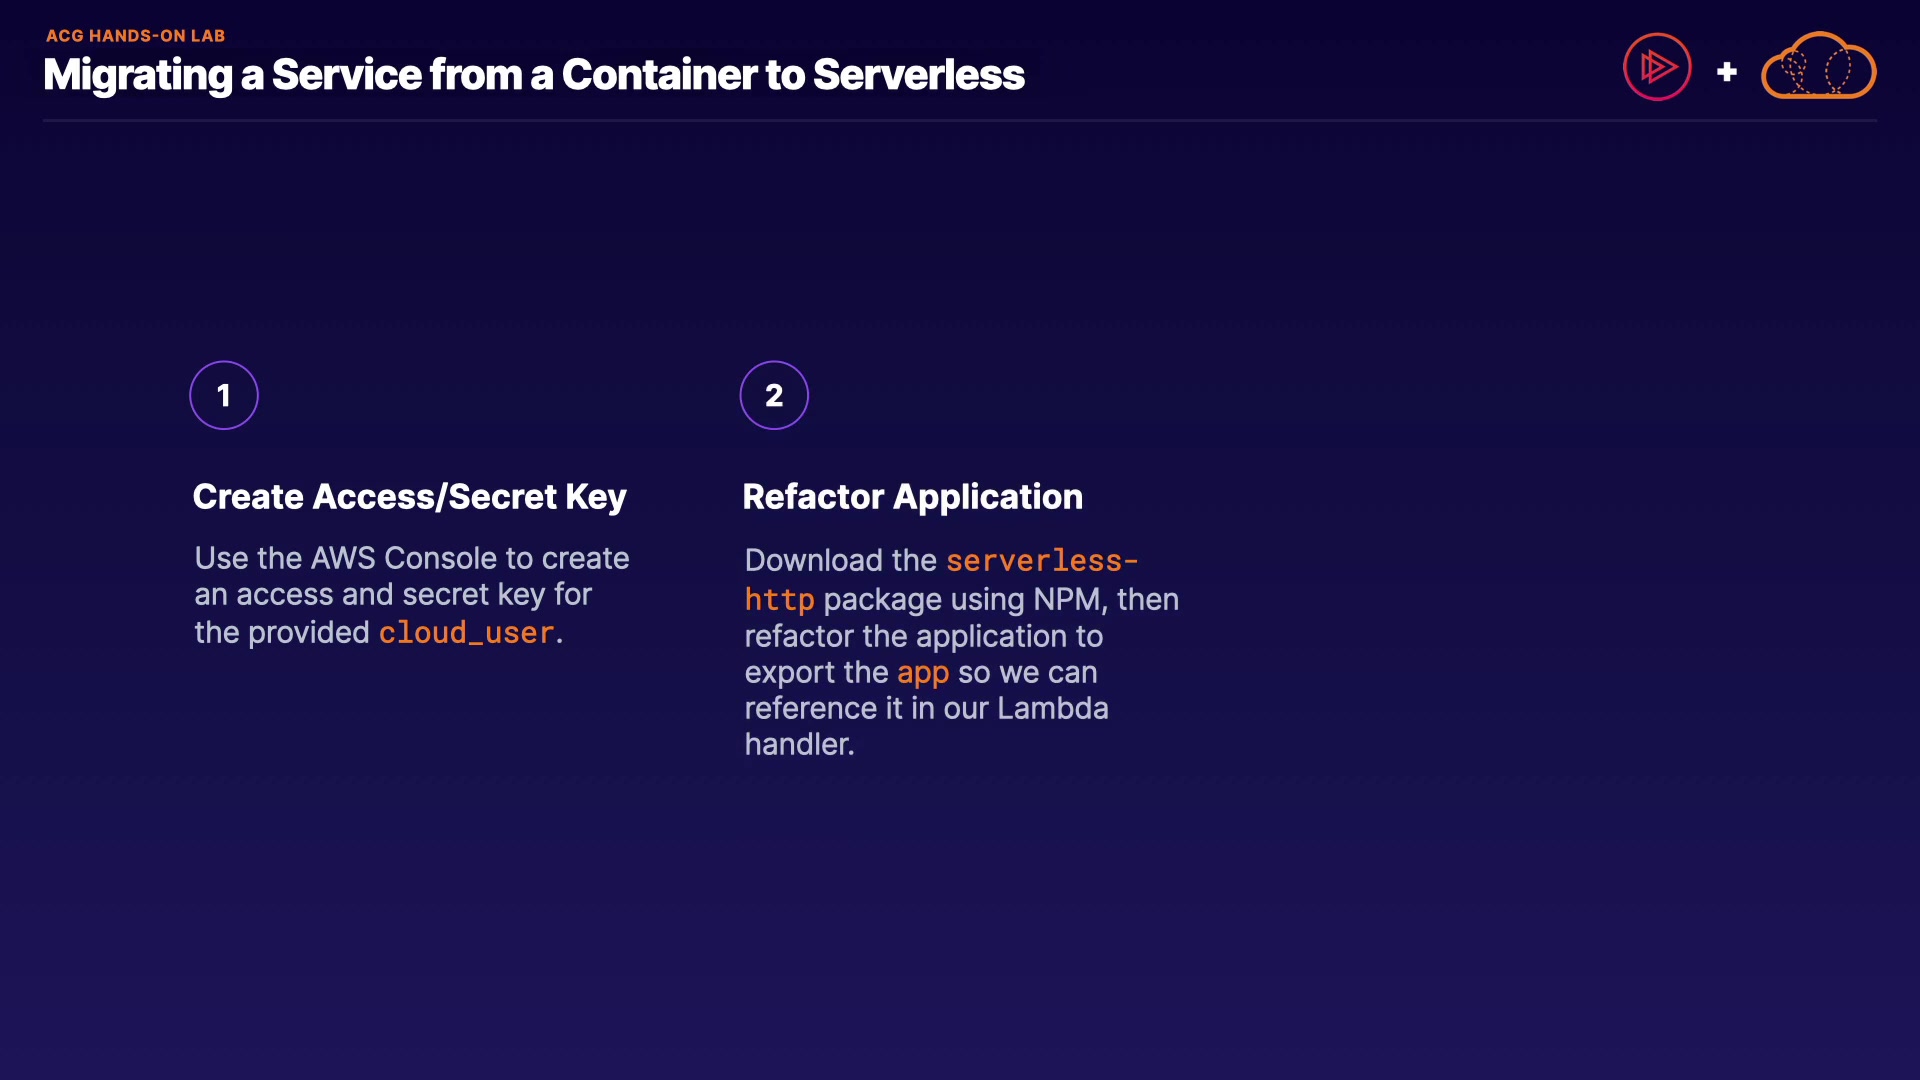 ACG HANDS-ON LAB
Migrating a Service from a Container to Serverless
+
1
Create Access/Secret Key
Use the AWS Console to create
an access and secret key for
the provided cloud_user.
2
Refactor Application
Download the serverless-
http package using NPM, then
refactor the application to
export the app so we can
reference it in our Lambda
handler.